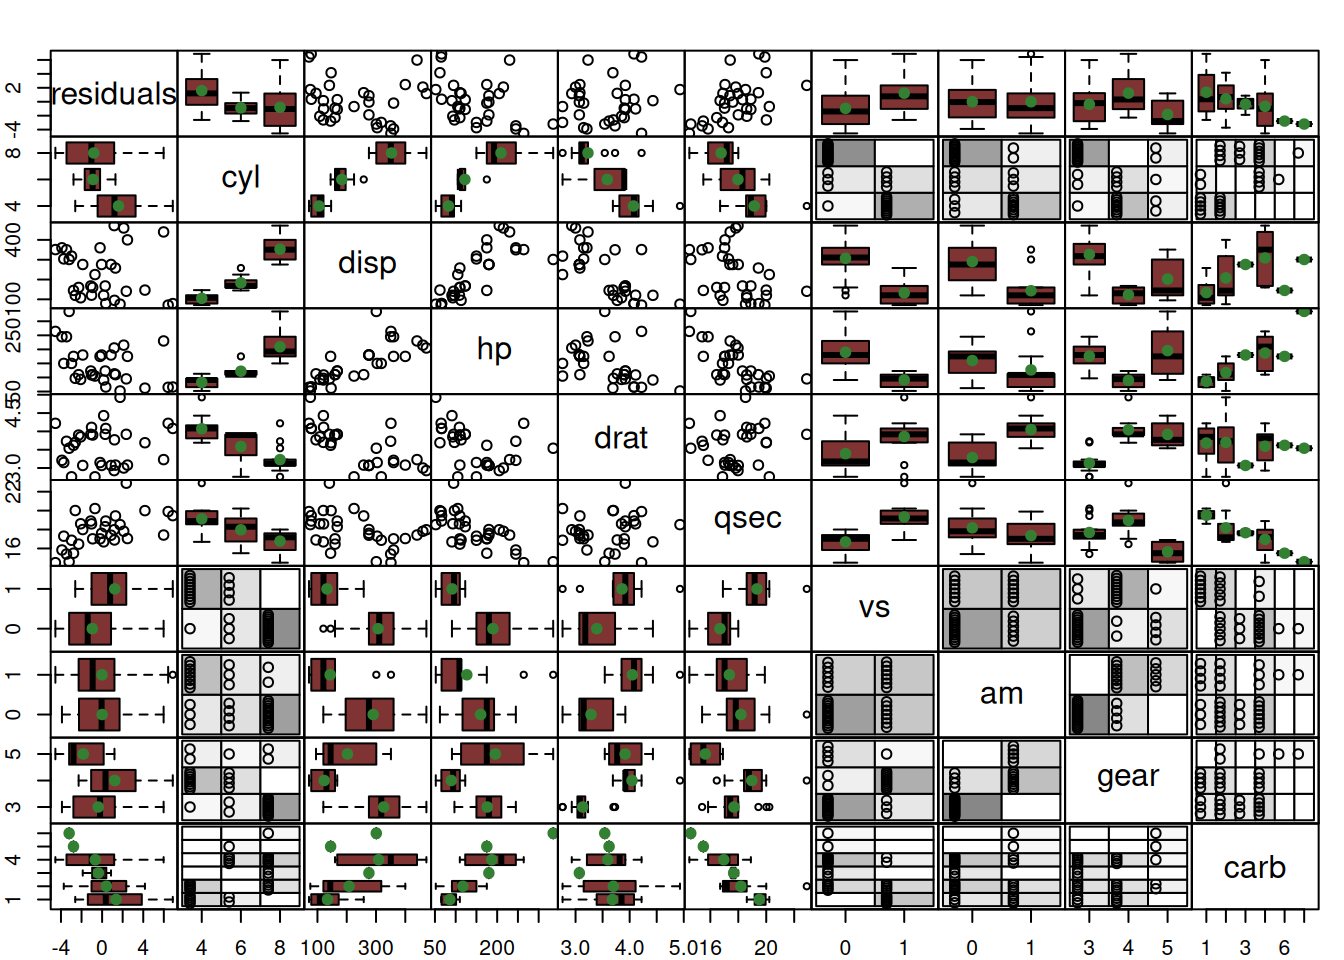 2 residuals
-4
8 cyl
4
400 disp
100
250 hp
50
4.5 drat
3.0
22 qsec
16
1 vs
0
1 am
0
5 gear
3
4 carb
1
-4 0 4 4 6 8 100 300 50 200 3.0 4.0 5.0 16 20 0 1 0 1 3 4 5 1 3 6